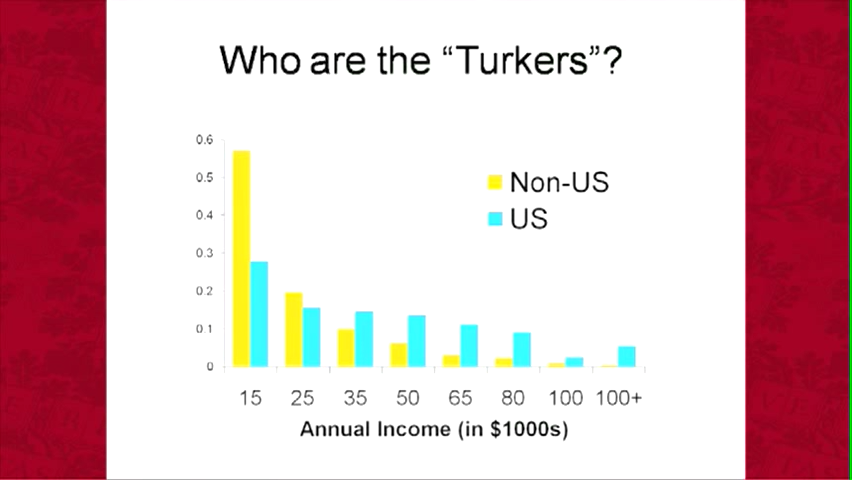 Who are the “Turkers”?
0.6
0.5
0.4
0.3
0.2
0.1
0
Non-US
US
15 25 35 50 65 80 100 100+
Annual Income (in $1000s)